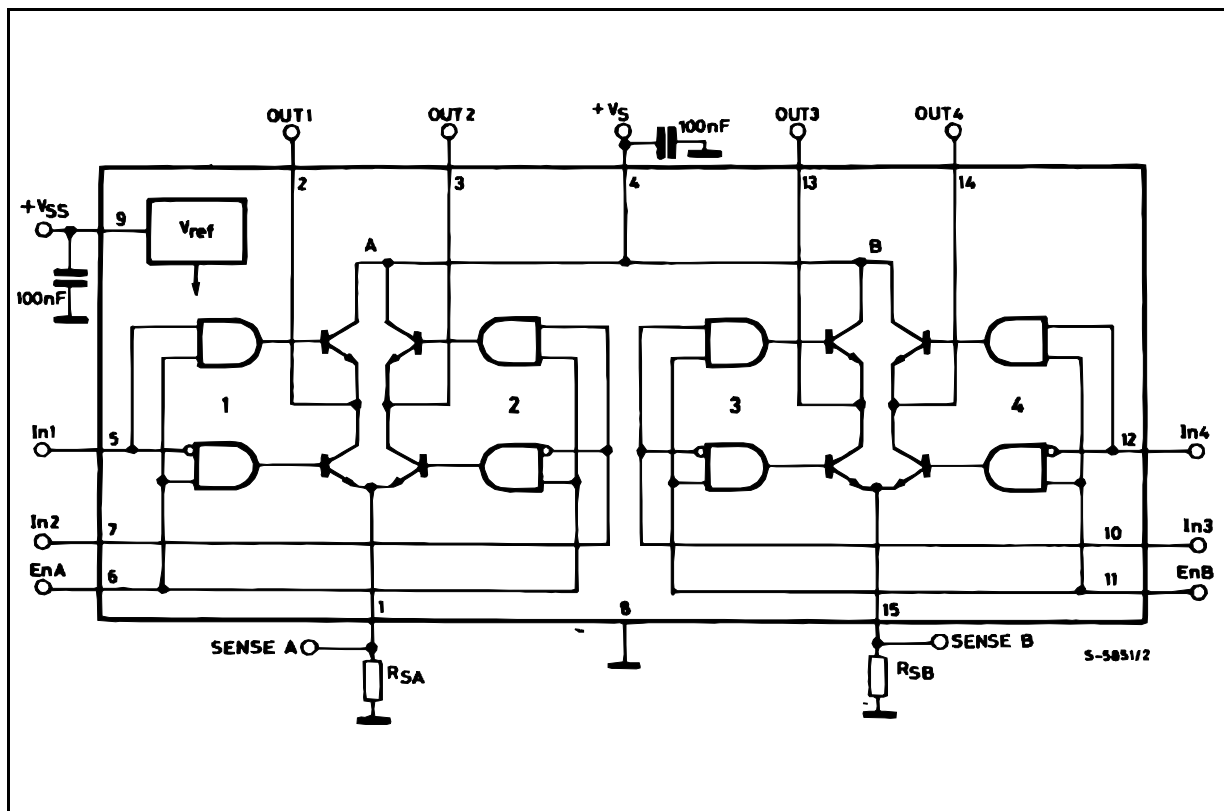 OUT1
OUT2
+VS
100nF
OUT3
OUT4
2
3
4
13
14
+VSS
9
Vref
A
B
100nF
1
2
3
4
In1
5
12
In4
In2
7
10
In3
EnA
6
11
EnB
1
8
15
SENSE A
SENSE B
S-5851/2
RSA
RSB